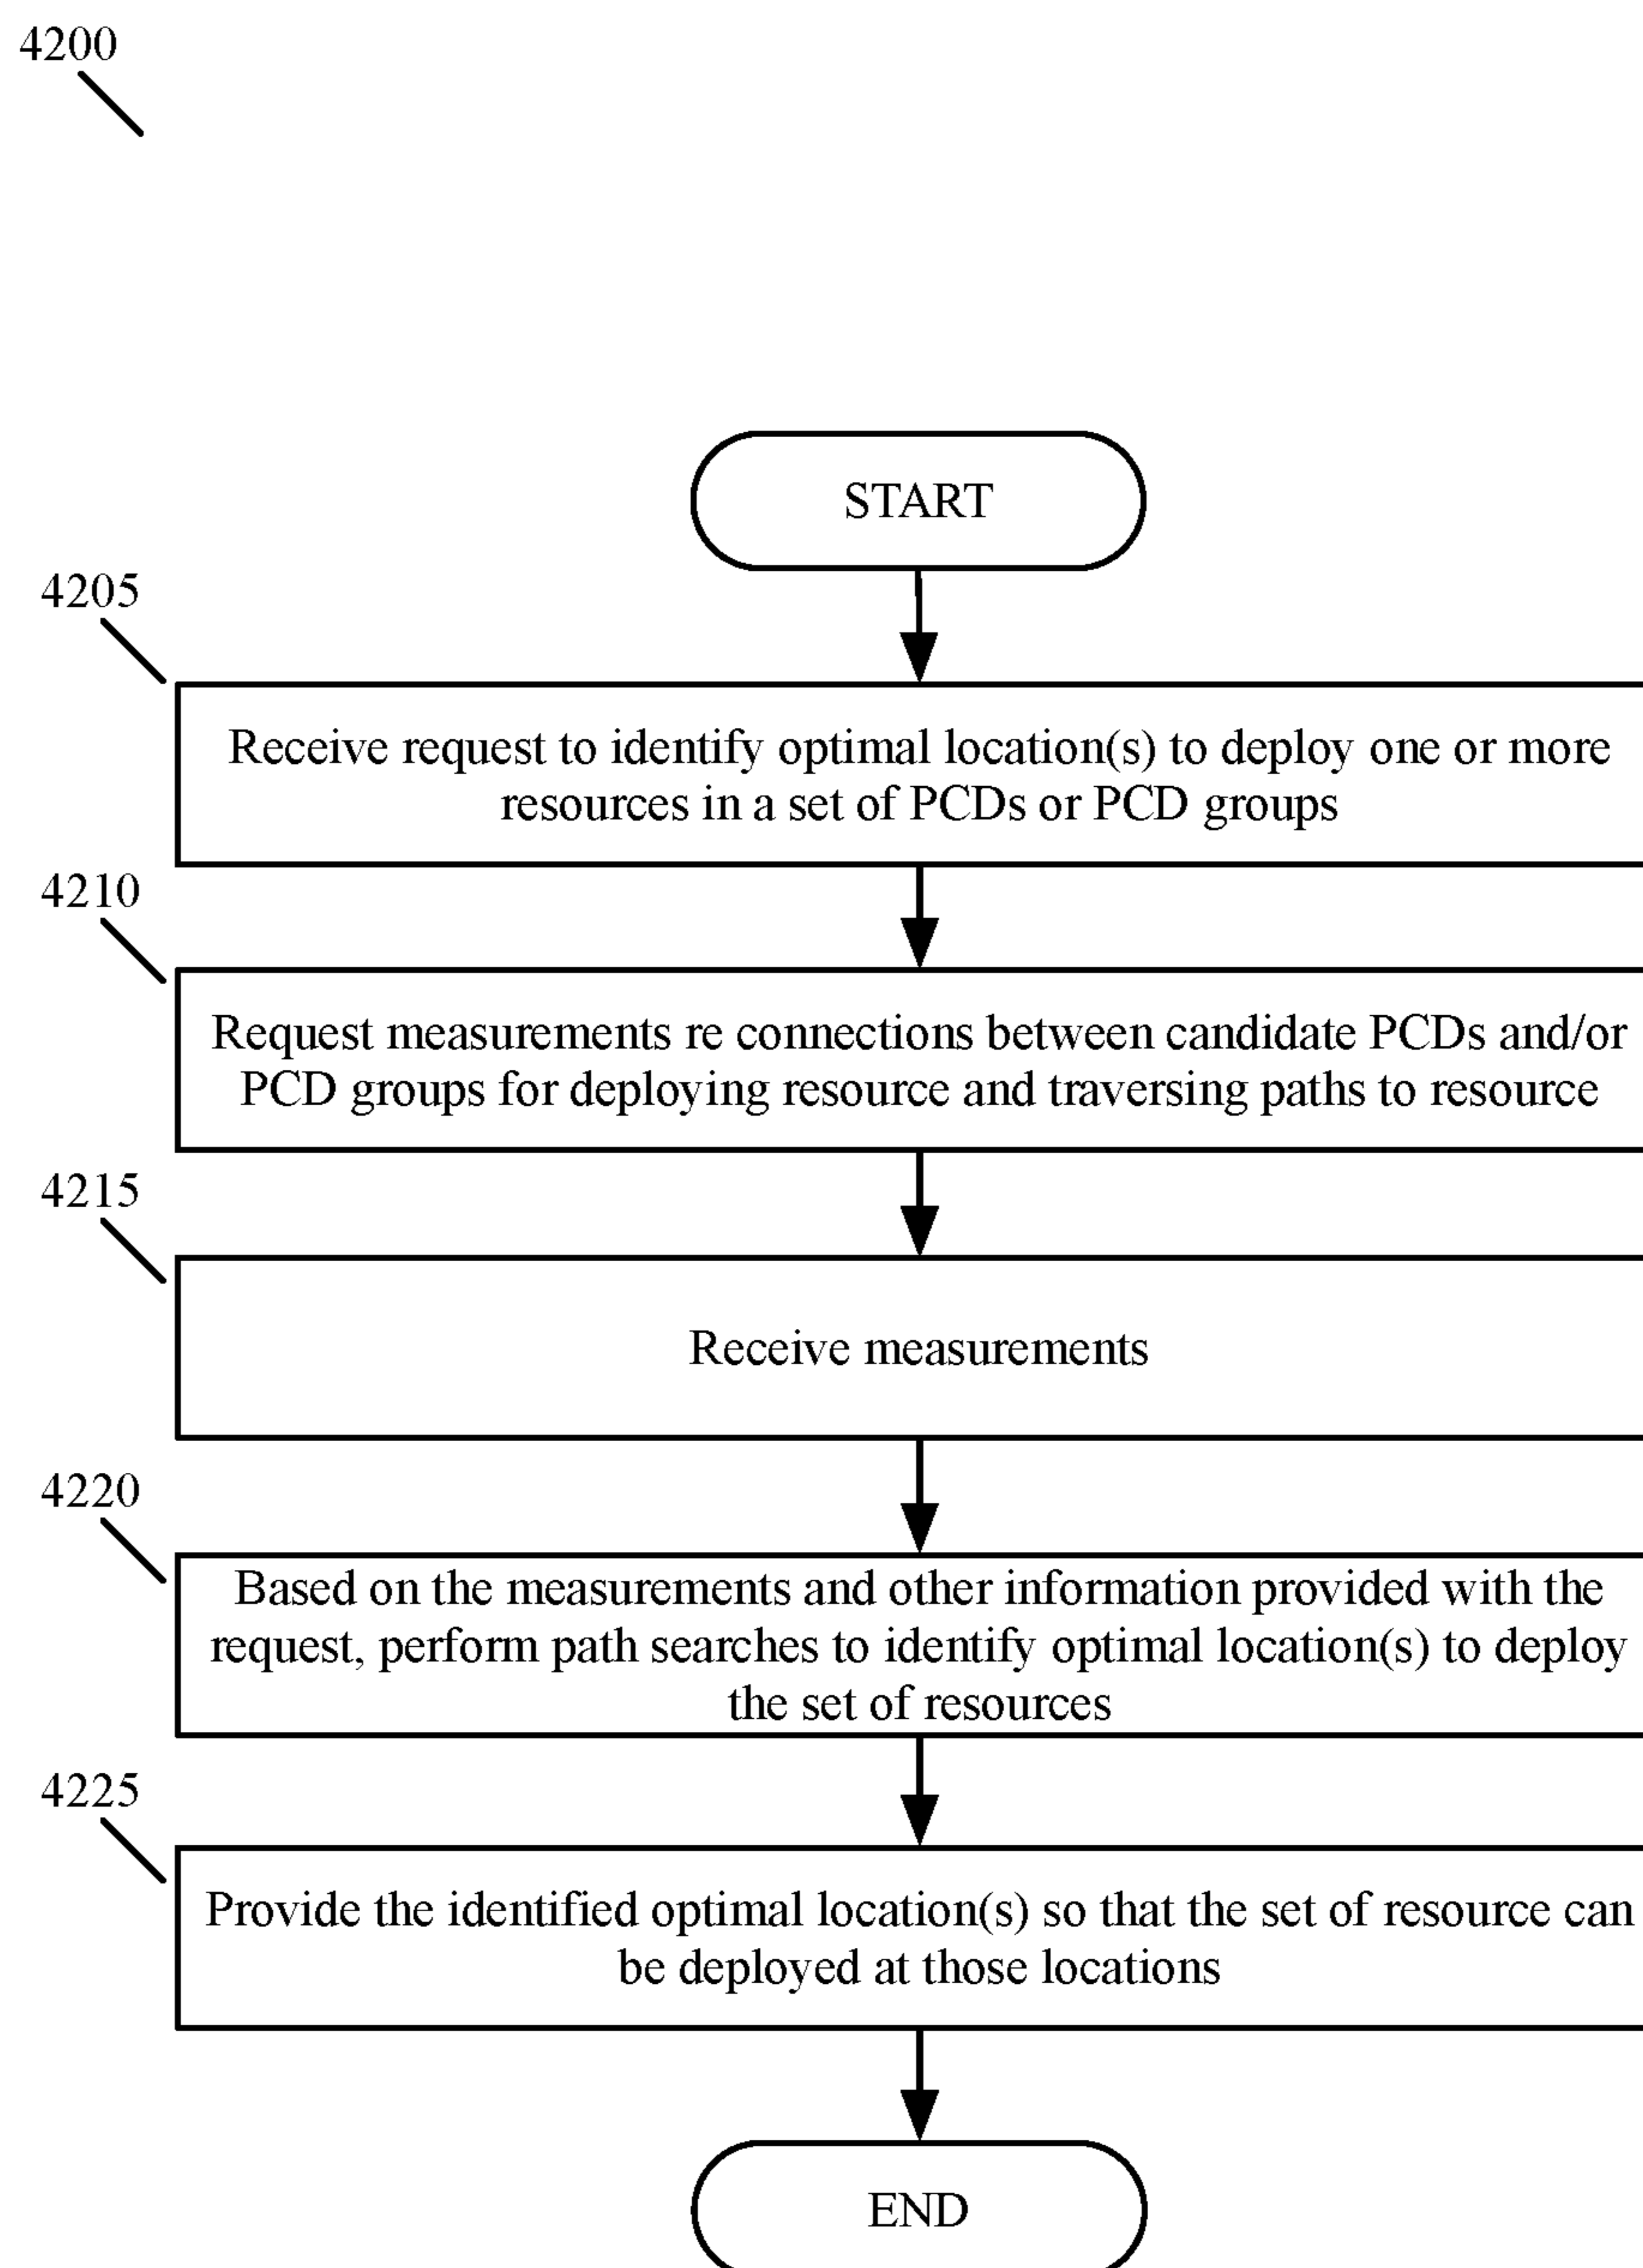 4200
START
4205
Receive request to identify optimal location(s) to deploy one or more
resources in a set of PCDs or PCD groups
4210
Request measurements re connections between candidate PCDs and/or
PCD groups for deploying resource and traversing paths to resource
4215
Receive measurements
4220
Based on the measurements and other information provided with the
request, perform path searches to identify optimal location(s) to deploy
the set of resources
4225
Provide the identified optimal location(s) so that the set of resource can
be deployed at those locations
END